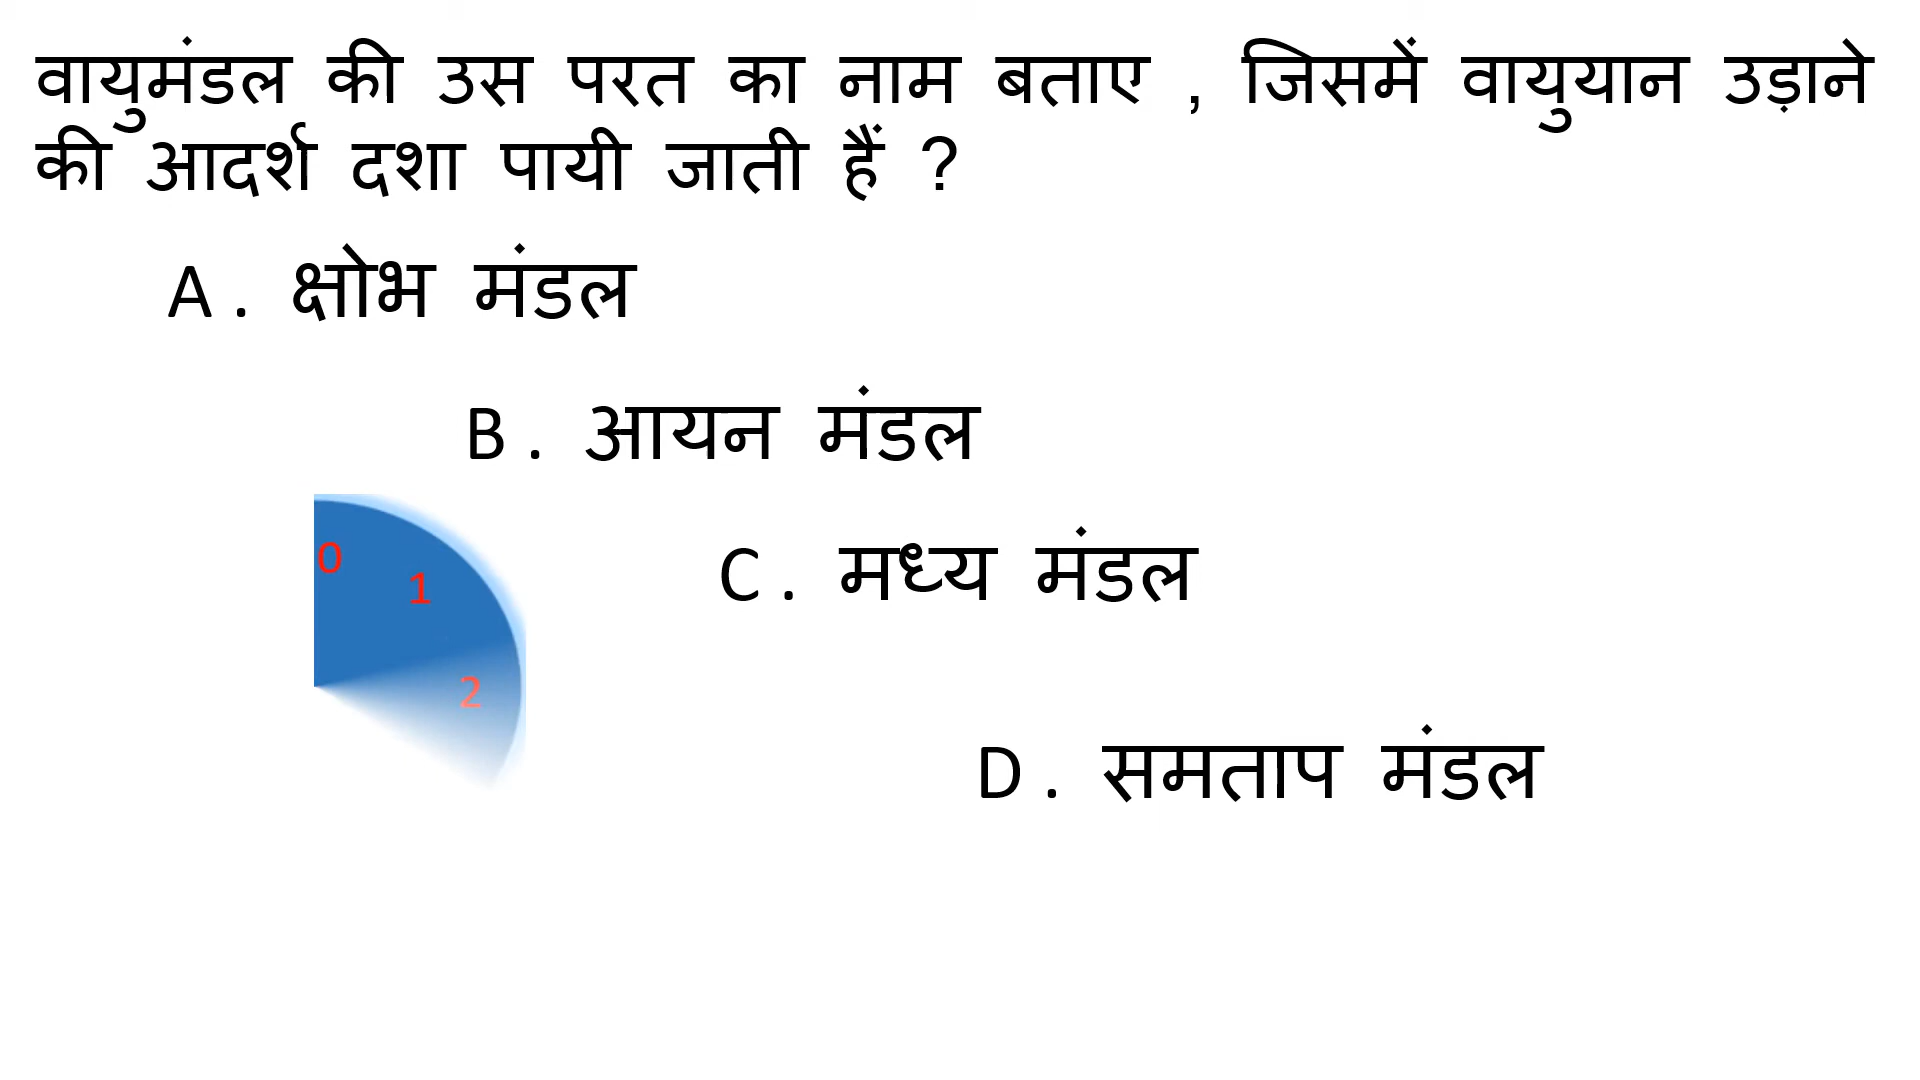 वायुमंडल की उस परत का नाम बताए , जिसमें वायुयान उड़ाने
की आदर्श दशा पायी जाती हैं ?
A . क्षोभ मंडल
B . आयन मंडल
0
1
C . मध्य मंडल
2
D . समताप मंडल